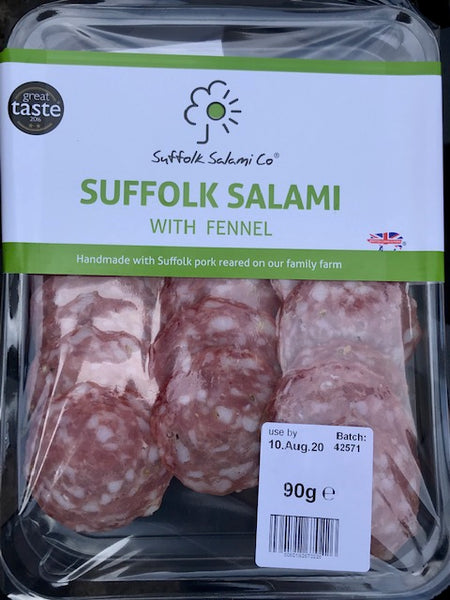 great
taste
2016
Suffolk Salami Co®
SUFFOLK SALAMI
WITH FENNEL
Handmade with Suffolk pork reared on our family farm
use by
Batch:
10.Aug.20
42571
90g e